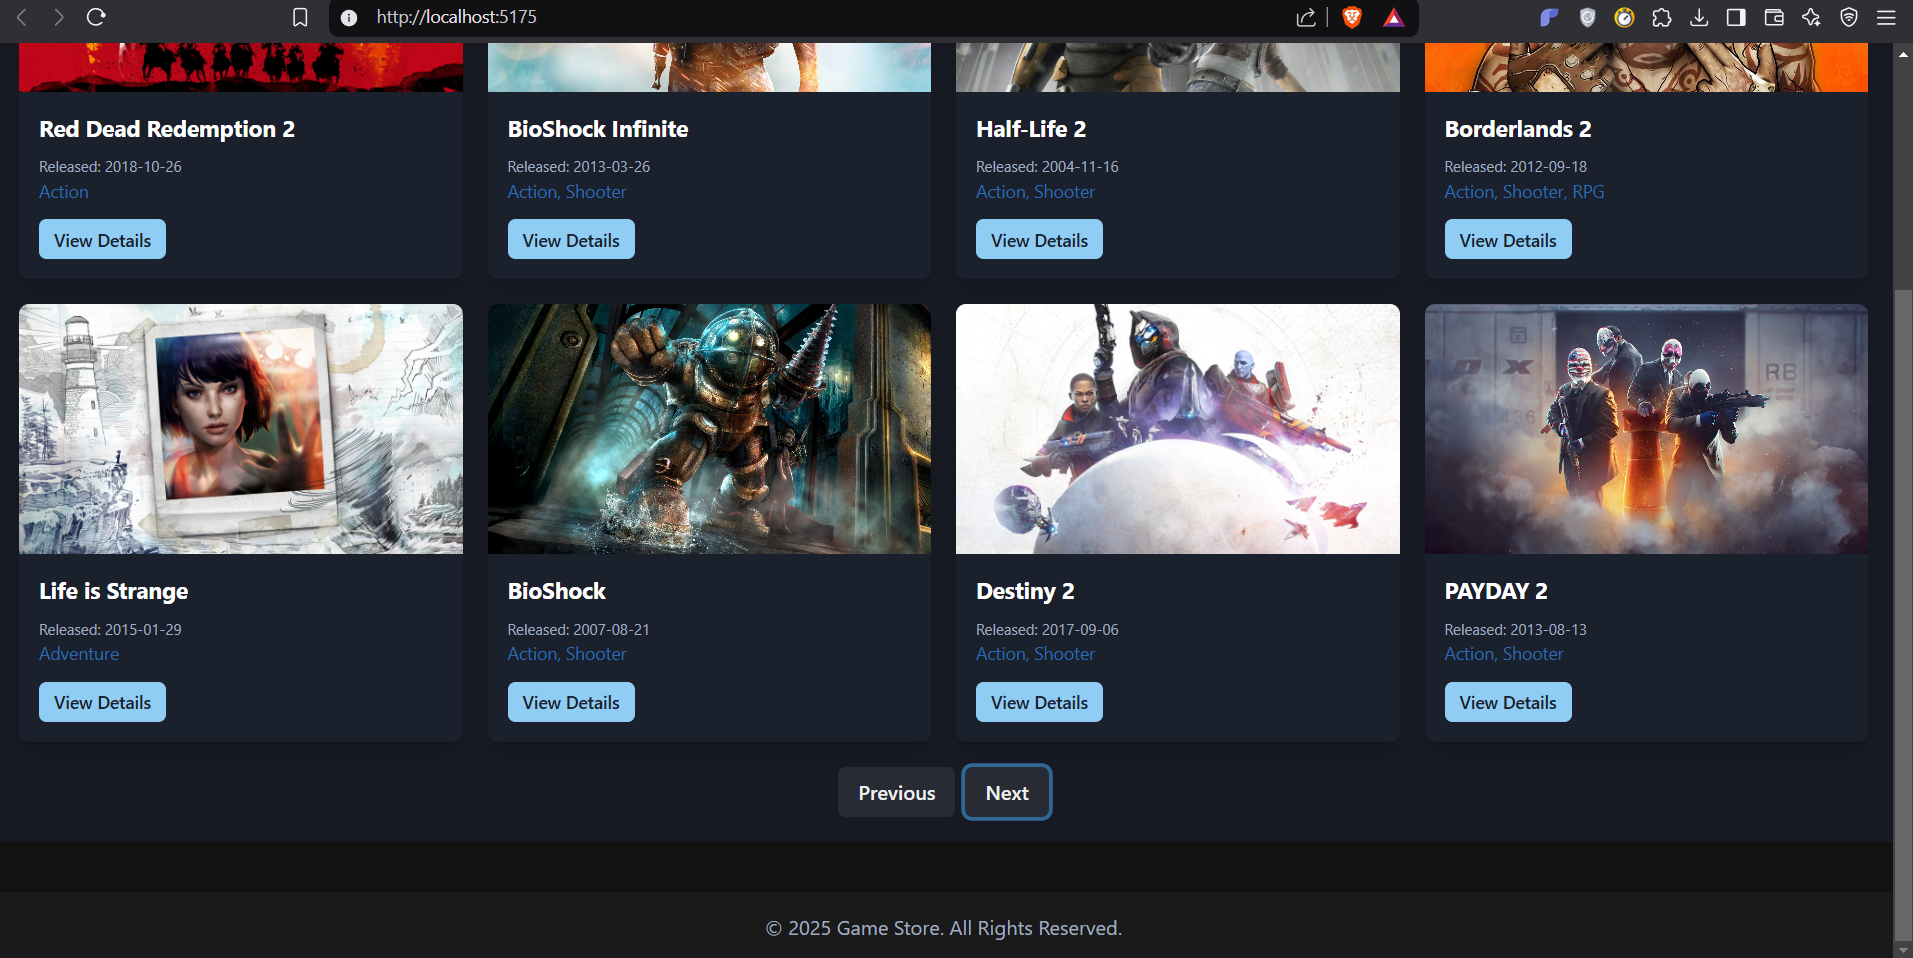 http://localhost:5175
Red Dead Redemption 2
Released: 2018-10-26
Action
View Details
BioShock Infinite
Released: 2013-03-26
Action, Shooter
View Details
Half-Life 2
Released: 2004-11-16
Action, Shooter
View Details
Borderlands 2
Released: 2012-09-18
Action, Shooter, RPG
View Details
Life is Strange
Released: 2015-01-29
Adventure
View Details
BioShock
Released: 2007-08-21
Action, Shooter
View Details
Destiny 2
Released: 2017-09-06
Action, Shooter
View Details
RB
PAYDAY 2
Released: 2013-08-13
Action, Shooter
View Details
Previous
Next
© 2025 Game Store. All Rights Reserved.